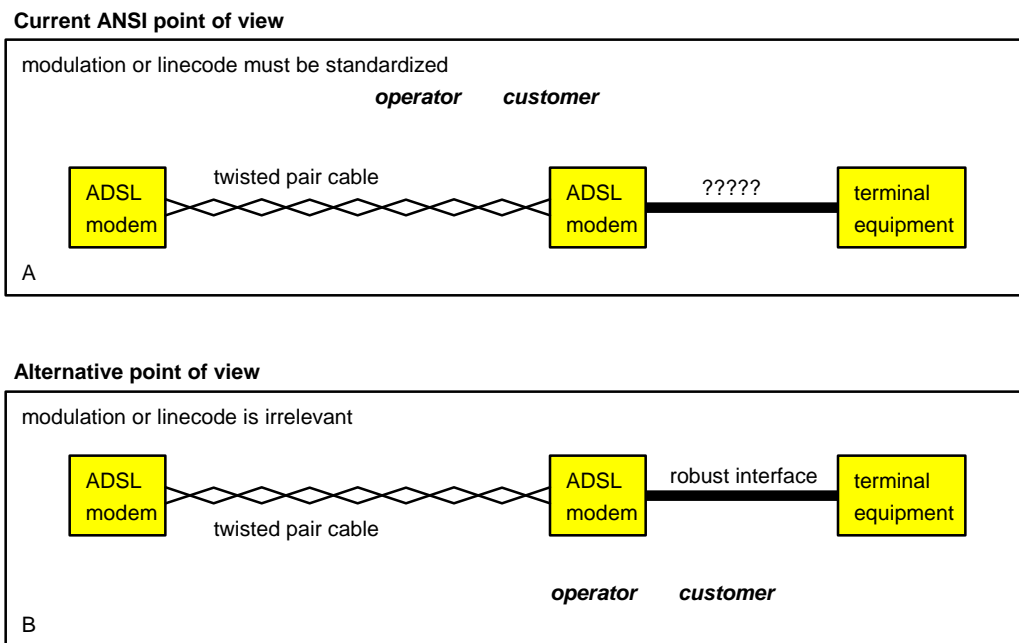 Current ANSI point of view
modulation or linecode must be standardized
operator customer
twisted pair cable
?????
ADSL
modem
ADSL
modem
terminal
equipment
A
Alternative point of view
modulation or linecode is irrelevant
ADSL
modem
twisted pair cable
ADSL
modem
robust interface
terminal
equipment
operator customer
B